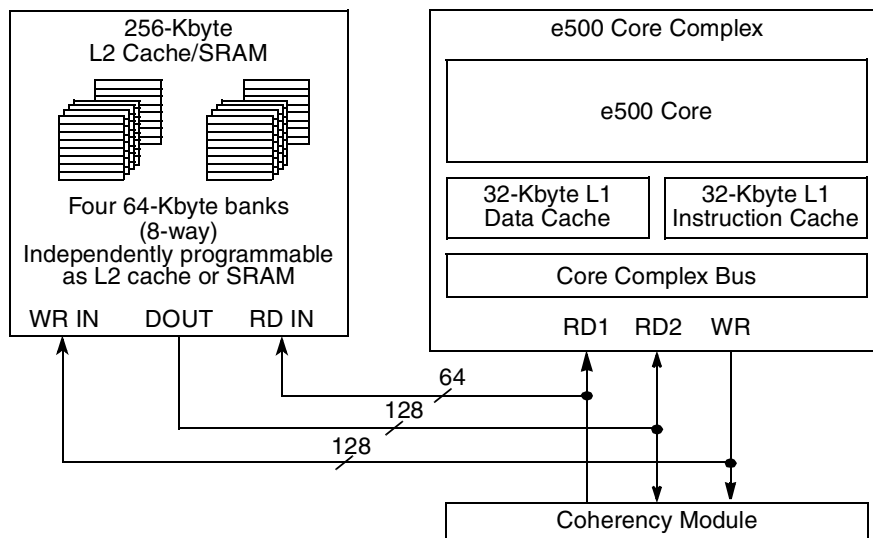 256-Kbyte
L2 Cache/SRAM
Four 64-Kbyte banks
(8-way)
Independently programmable
as L2 cache or SRAM
WR IN DOUT RD IN
e500 Core Complex
e500 Core
32-Kbyte L1
Data Cache
32-Kbyte L1
Instruction Cache
Core Complex Bus
RD1 RD2 WR
64
128
128
Coherency Module